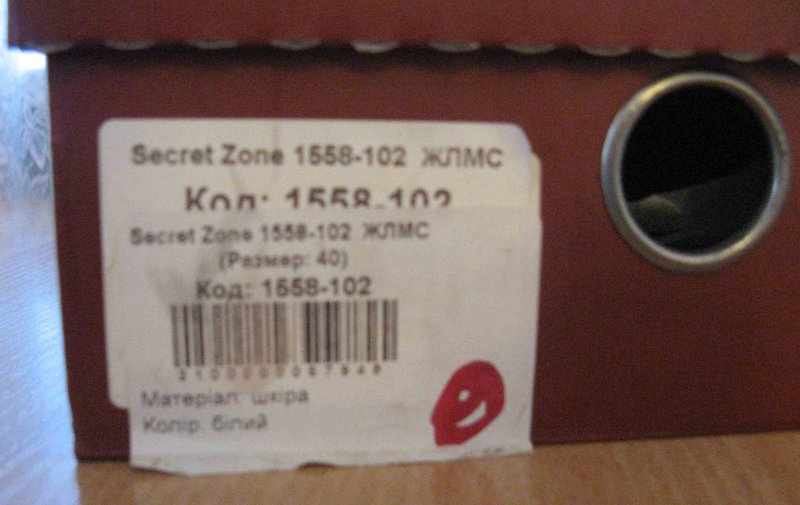 Secret Zone 1558-102 ЖЛМС
Код: 1558-102
Secret Zone 1558-102 ЖЛМС
(Размер: 40)
Код: 1558-102
Матеріал: шкіра
Колір: білий